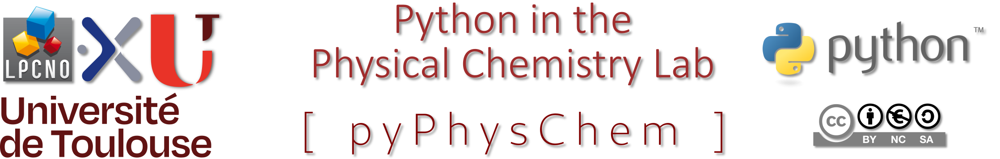 LPCNO
Université
de Toulouse
Python in the
Physical Chemistry Lab
[ pyPhysChem ]
python™
cc
BY NC SA